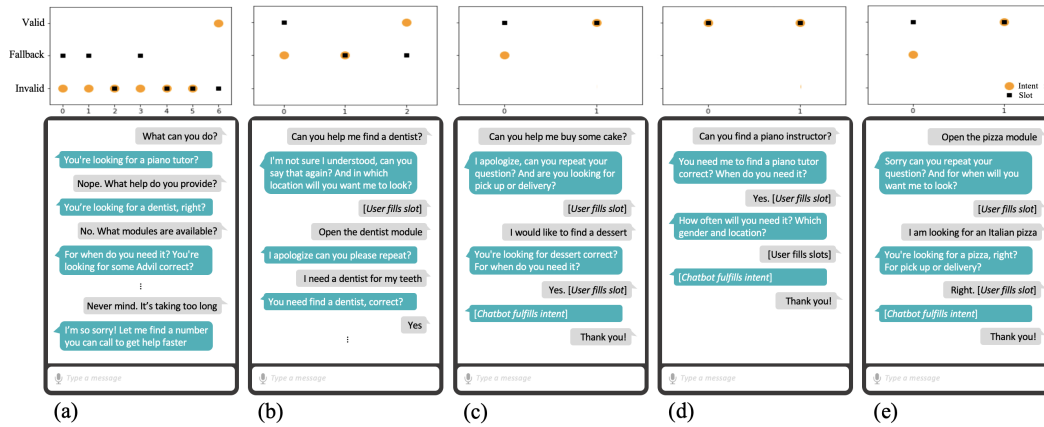 Valid
Fallback
Invalid
0 1 2 3 4 5 6
0 1 2
0 1
0 1
0 1
Intent
Slot
What can you do?
You're looking for a piano tutor?
Nope. What help do you provide?
You're looking for a dentist, right?
No. What modules are available?
For when do you need it? You're
looking for some Advil correct?
⋮
Never mind. It's taking too long
I'm so sorry! Let me find a number
you can call to get help faster
Type a message
(a)
Can you help me find a dentist?
I'm not sure I understood, can you
say that again? And in which
location will you want me to look?
[User fills slot]
Open the dentist module
I apologize can you please repeat?
I need a dentist for my teeth
You need find a dentist, correct?
Yes
⋮
Type a message
(b)
Can you help me buy some cake?
I apologize, can you repeat your
question? And are you looking for
pick up or delivery?
[User fills slot]
I would like to find a dessert
You're looking for dessert correct?
For when do you need it?
Yes. [User fills slot]
[Chatbot fulfills intent]
Thank you!
Type a message
(c)
Can you find a piano instructor?
You need me to find a piano tutor
correct? When do you need it?
Yes. [User fills slot]
How often will you need it? Which
gender and location?
[User fills slots]
[Chatbot fulfills intent]
Thank you!
Type a message
(d)
Open the pizza module
Sorry can you repeat your
question? And for when will you
want me to look?
[User fills slot]
I am looking for an Italian pizza
You're looking for a pizza, right?
For pick up or delivery?
Right. [User fills slot]
[Chatbot fulfills intent]
Thank you!
Type a message
(e)